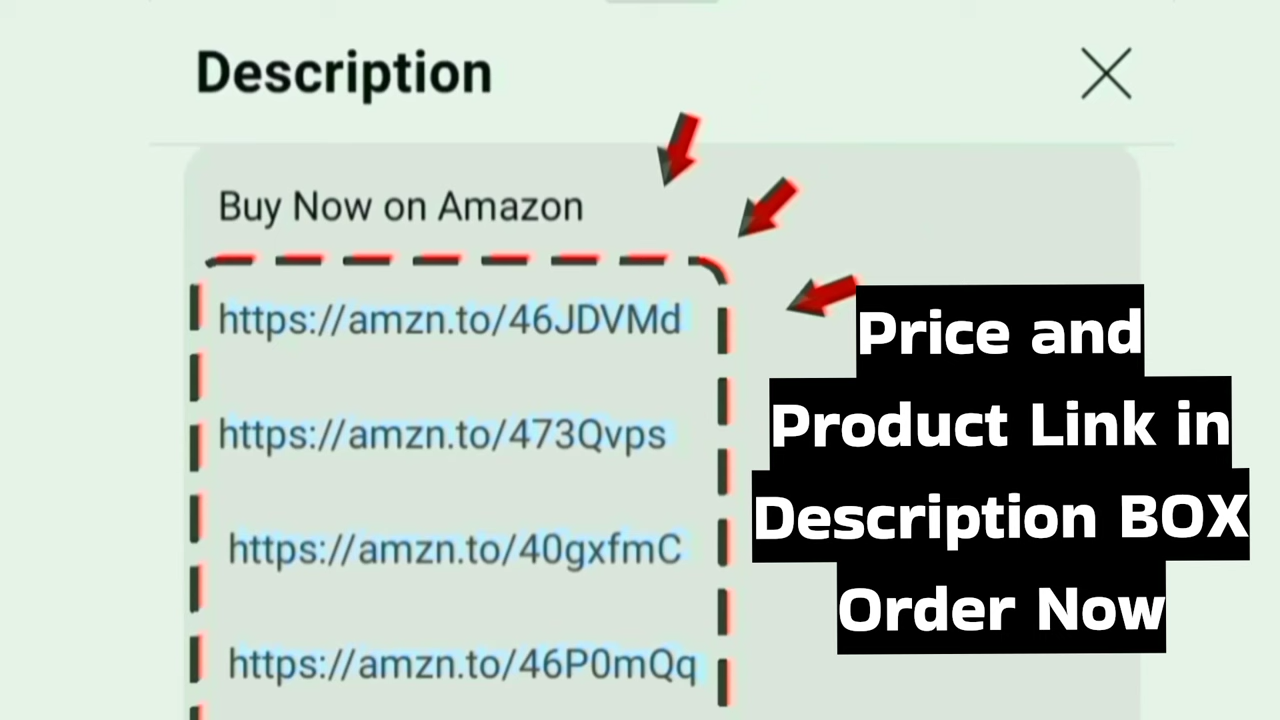 Description
Buy Now on Amazon
https://amzn.to/46JDVMd
https://amzn.to/473Qvps
https://amzn.to/40gxfmC
https://amzn.to/46P0mQq
Price and
Product Link in
Description BOX
Order Now